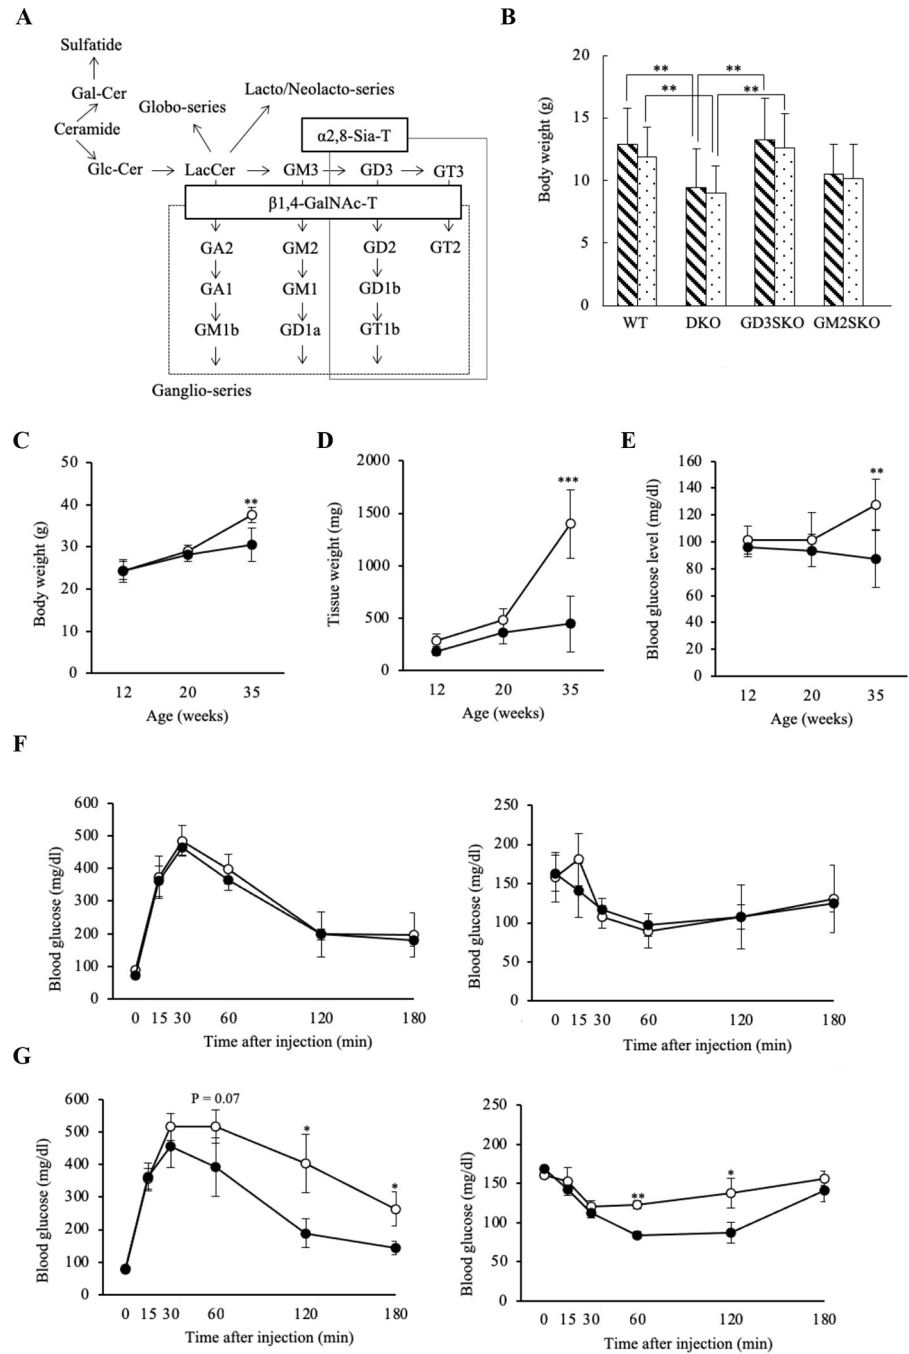 A
Sulfatide
Gal-Cer
Globo-series
Lacto/Neolacto-series
Ceramide
α2,8-Sia-T
Glc-Cer
LacCer
GM3
GD3
GT3
β1,4-GalNAc-T
GA2
GM2
GD2
GT2
GA1
GM1
GD1b
GM1b
GD1a
GT1b
Ganglio-series
B
Body weight (g)
20
15
10
5
0
**
**
**
**
WT
DKO
GD3SKO
GM2SKO
C
Body weight (g)
50
40
30
20
10
0
**
12
20
35
Age (weeks)
D
Tissue weight (mg)
2000
1500
1000
500
0
***
12
20
35
Age (weeks)
E
Blood glucose level (mg/dl)
160
140
120
100
80
60
40
20
0
**
12
20
35
Age (weeks)
F
Blood glucose (mg/dl)
600
500
400
300
200
100
0
0 15 30 60 120 180
Time after injection (min)
Blood glucose (mg/dl)
250
200
150
100
50
0
0 15 30 60 120 180
Time after injection (min)
G
Blood glucose (mg/dl)
600
500
400
300
200
100
0
P = 0.07
*
*
0 15 30 60 120 180
Time after injection (min)
Blood glucose (mg/dl)
250
200
150
100
50
0
**
*
0 15 30 60 120 180
Time after injection (min)